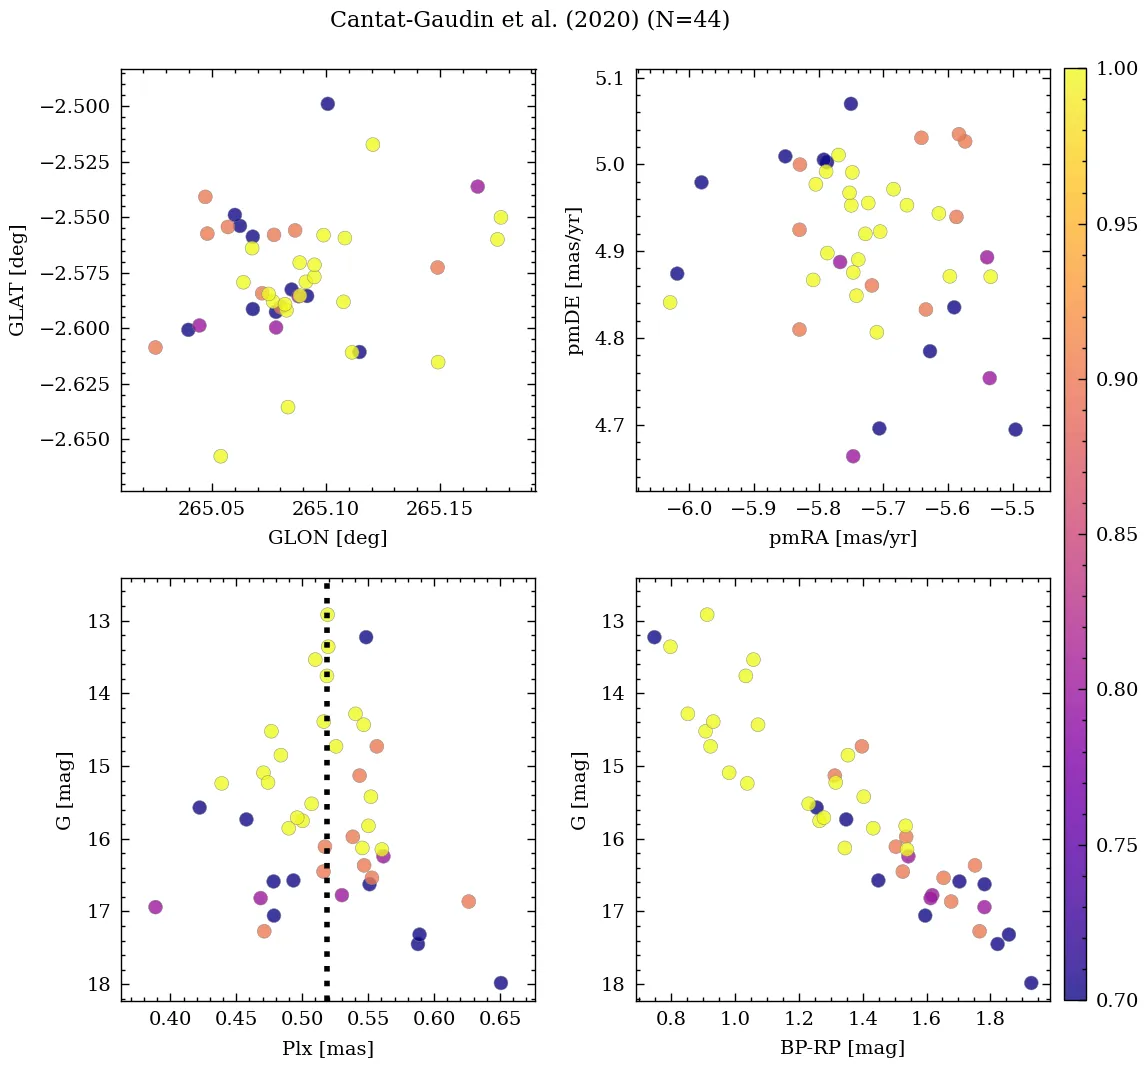 Cantat-Gaudin et al. (2020) (N=44)
−2.500
−2.525
−2.550
−2.575
−2.600
−2.625
−2.650
GLAT [deg]
265.05 265.10 265.15
GLON [deg]
5.1
5.0
4.9
4.8
4.7
pmDE [mas/yr]
−6.0 −5.9 −5.8 −5.7 −5.6 −5.5
pmRA [mas/yr]
13
14
15
16
17
18
G [mag]
0.40 0.45 0.50 0.55 0.60 0.65
Plx [mas]
13
14
15
16
17
18
G [mag]
0.8 1.0 1.2 1.4 1.6 1.8
BP-RP [mag]
1.00
0.95
0.90
0.85
0.80
0.75
0.70